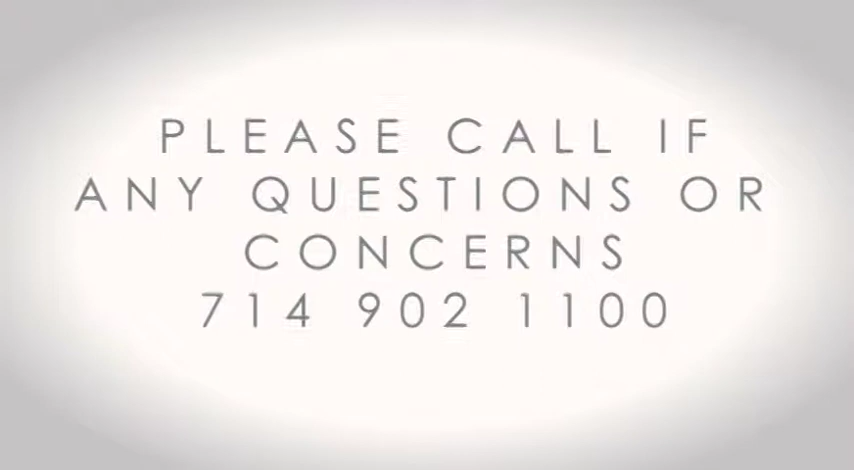 PLEASE CALL IF
ANY QUESTIONS OR
CONCERNS
714 902 1100